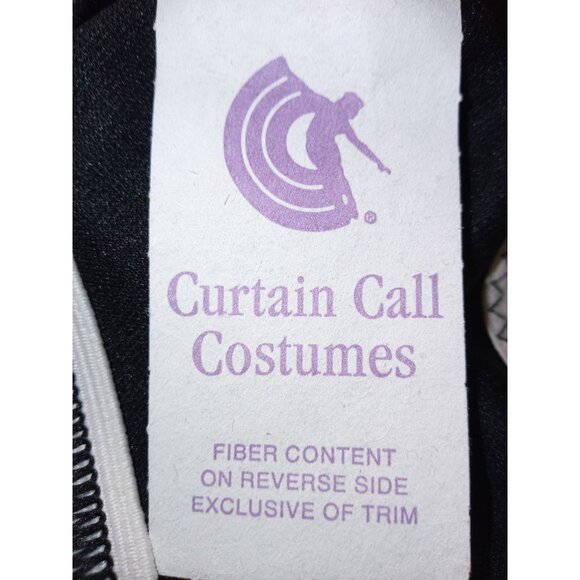 ®
Curtain Call
Costumes
FIBER CONTENT
ON REVERSE SIDE
EXCLUSIVE OF TRIM